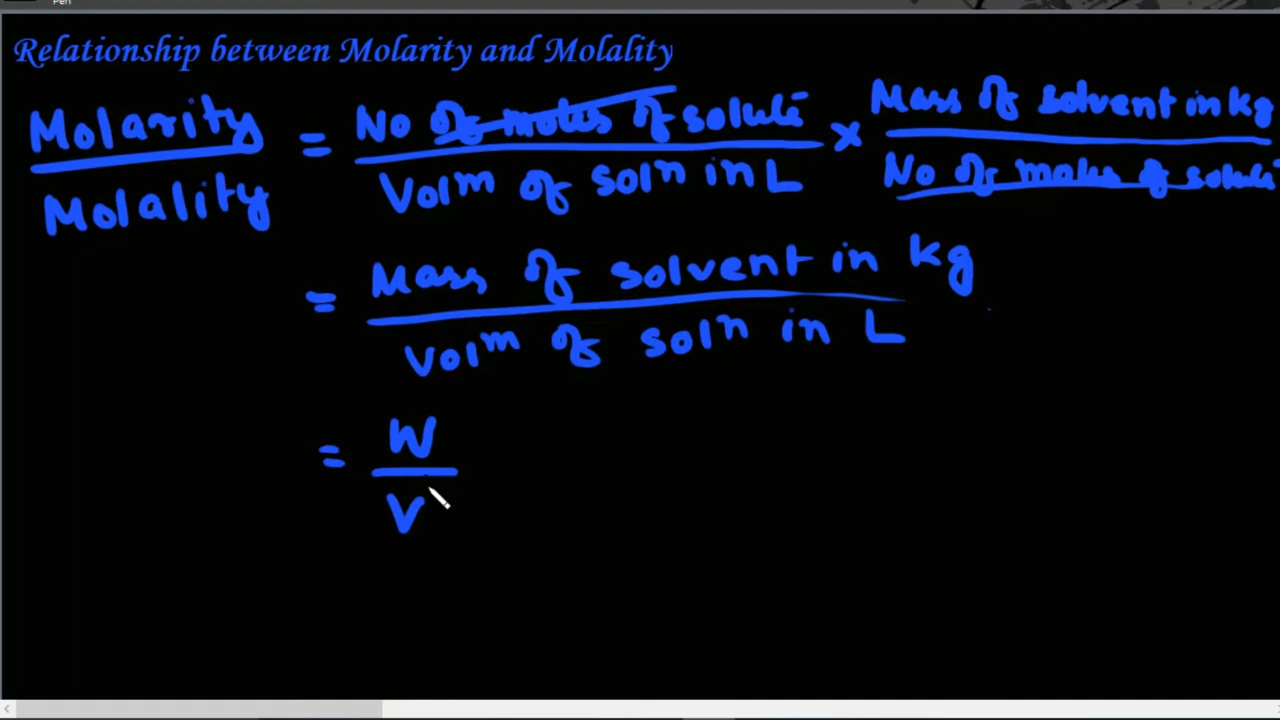 Pen
Relationship between Molarity and Molality
Molarity / Molality = No of moles of solute / Volm of soln in L × Mass of solvent in kg / No of moles of solute
= Mass of solvent in kg / Volm of soln in L
= W / V